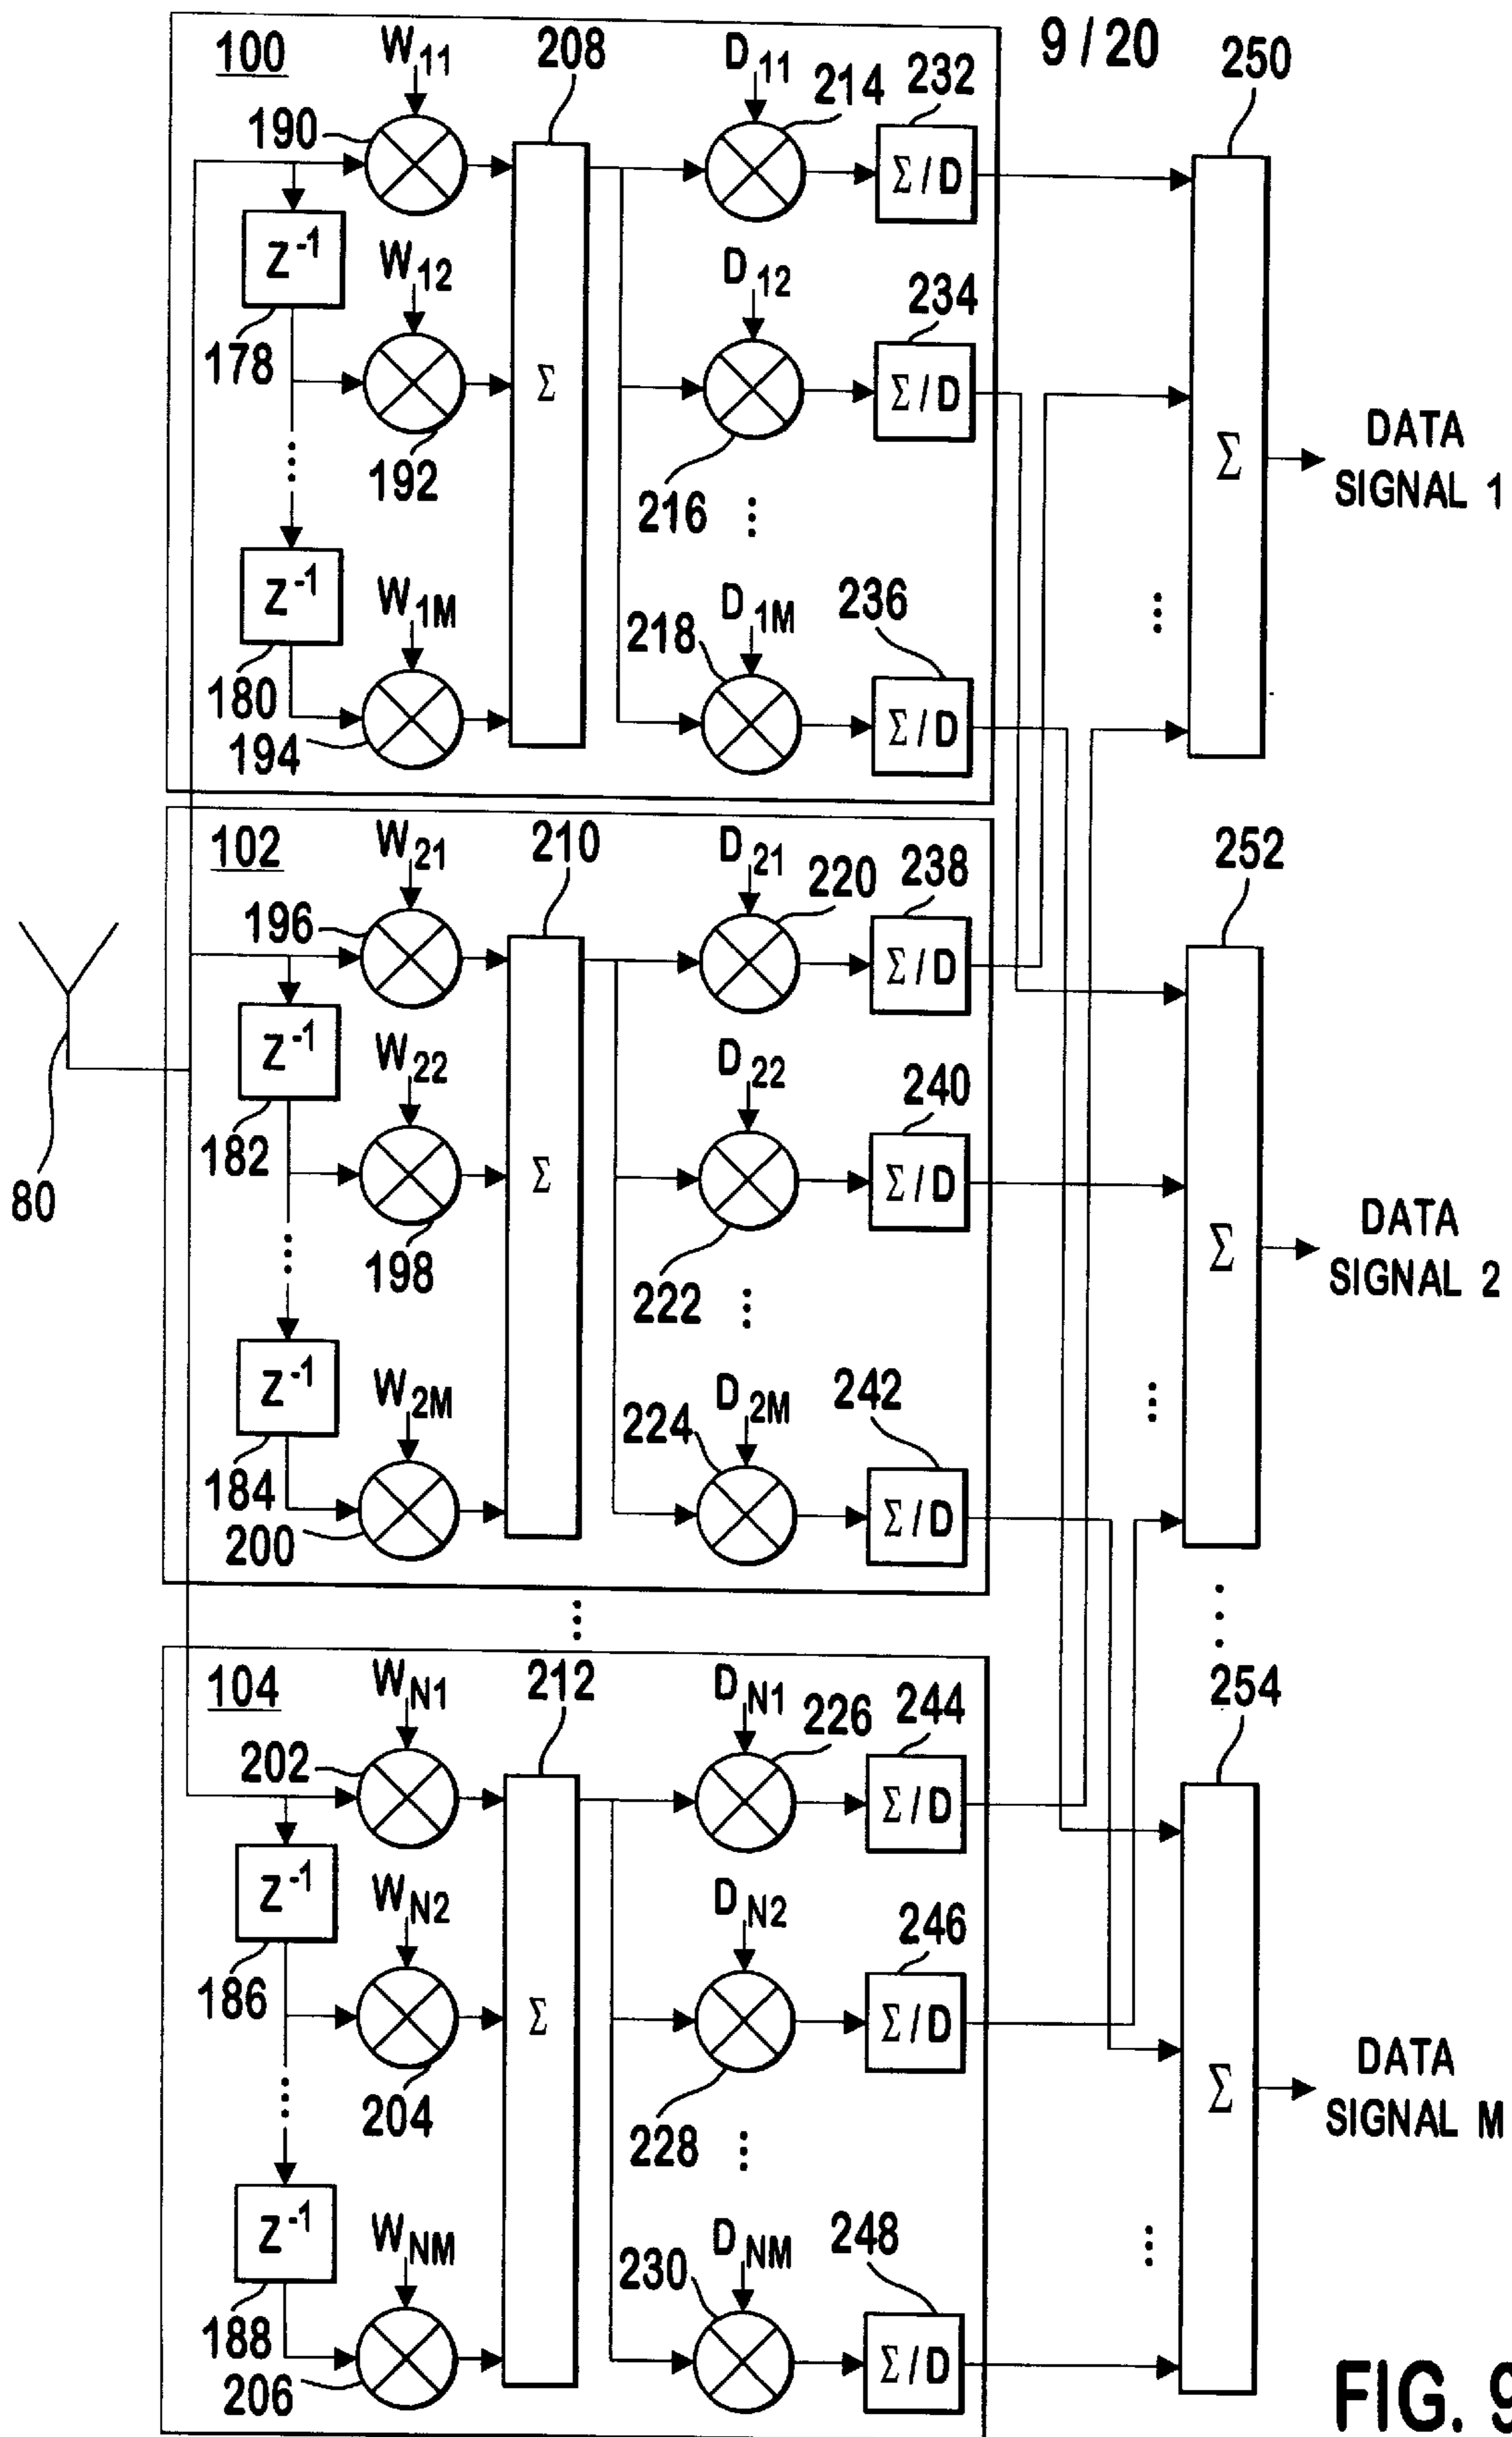 9 / 20
100
W11
208
D11
214
232
250
190
Σ / D
Z-1
W12
D12
234
178
Σ
Σ / D
192
216
...
Σ
DATA
SIGNAL 1
...
Z-1
W1M
218
D1M
236
...
180
194
Σ / D
102
W21
210
D21
220
238
252
196
Σ / D
Z-1
W22
D22
240
182
Σ
Σ / D
80
198
222
...
Σ
DATA
SIGNAL 2
...
Z-1
W2M
224
D2M
242
...
184
200
Σ / D
...
...
104
WN1
212
DN1
226
244
254
202
Σ / D
Z-1
WN2
DN2
246
186
Σ
Σ / D
204
228
...
Σ
DATA
SIGNAL M
...
Z-1
WNM
230
DNM
248
...
188
206
Σ / D
FIG. 9